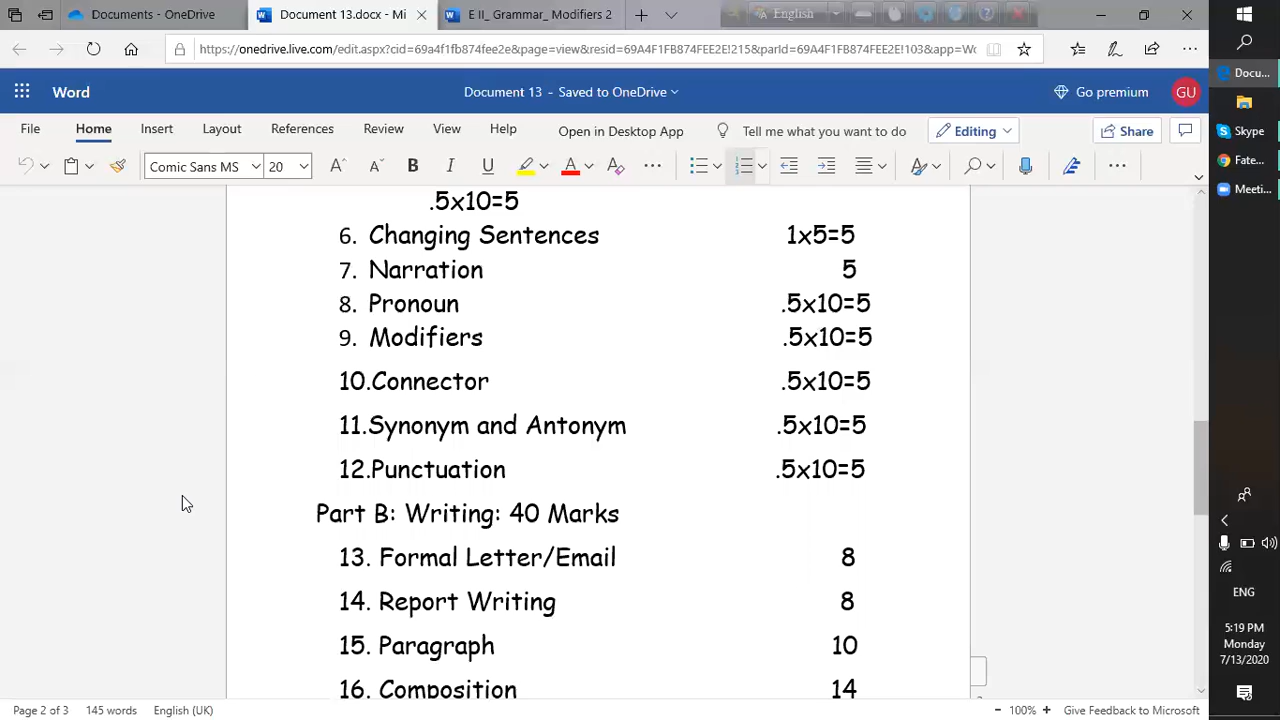 Documents - OneDrive
Document 13.docx - Mi
E II_ Grammar_ Modifiers 2
English
https://onedrive.live.com/edit.aspx?cid=69a4f1fb874fee2e&page=view&resid=69A4F1FB874FEE2E!215&parId=69A4F1FB874FEE2E!103&app=Wo
Word
Document 13 - Saved to OneDrive
Go premium
GU
File Home Insert Layout References Review View Help Open in Desktop App Tell me what you want to do Editing Share
Comic Sans MS 20 B I U A
.5x10=5
6. Changing Sentences 1x5=5
7. Narration 5
8. Pronoun .5x10=5
9. Modifiers .5x10=5
10.Connector .5x10=5
11.Synonym and Antonym .5x10=5
12.Punctuation .5x10=5
Part B: Writing: 40 Marks
13. Formal Letter/Email 8
14. Report Writing 8
15. Paragraph 10
16. Composition 14
Page 2 of 3 145 words English (UK) 100% Give Feedback to Microsoft
Docu...
Skype
Fate...
Meeti...
ENG
5:19 PM
Monday
7/13/2020